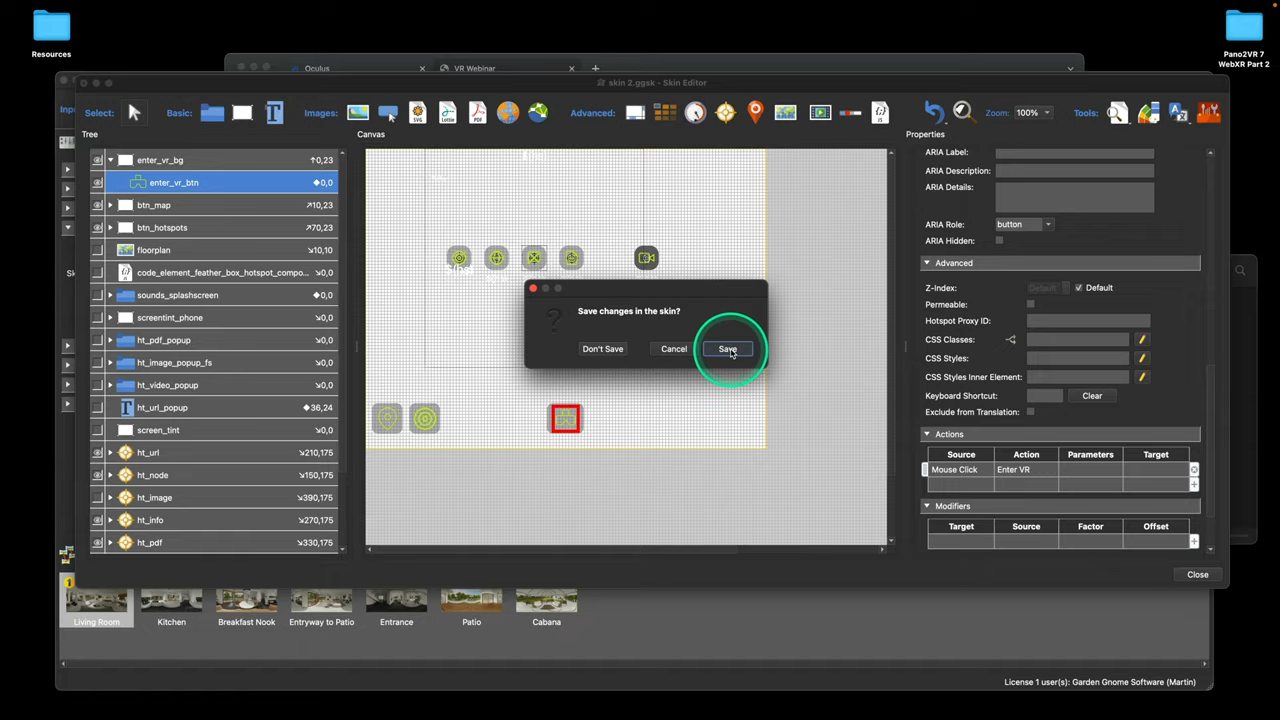 Resources
Pano2VR 7
WebXR Part 2
Oculus
VR Webinar
skin 2.ggsk - Skin Editor
Select:
Basic:
Images:
SVG
Lottie
PDF
Advanced:
JS
Zoom: 100%
Tools:
Tree
Canvas
Properties
enter_vr_bg ↑0,23
enter_vr_btn ◆0,0
btn_map ↗10,23
btn_hotspots ↗70,23
floorplan ↘10,10
code_element_feather_box_hotspot_compo... ↘0,0
sounds_splashscreen ◆0,0
screentint_phone ↘0,0
ht_pdf_popup ↘0,0
ht_image_popup_fs ↘0,0
ht_video_popup ↘0,0
ht_url_popup ◆36,24
screen_tint ↘0,0
ht_url ↘210,175
ht_node ↘150,175
ht_image ↘390,175
ht_info ↘270,175
ht_pdf ↘330,175
Save changes in the skin?
Don't Save
Cancel
Save
ARIA Label:
ARIA Description:
ARIA Details:
ARIA Role: button
ARIA Hidden:
Advanced
Z-Index: Default Default
Permeable:
Hotspot Proxy ID:
CSS Classes:
CSS Styles:
CSS Styles Inner Element:
Keyboard Shortcut: Clear
Exclude from Translation:
Actions
Source Action Parameters Target
Mouse Click Enter VR
Modifiers
Target Source Factor Offset
Close
Living Room
Kitchen
Breakfast Nook
Entryway to Patio
Entrance
Patio
Cabana
License 1 user(s): Garden Gnome Software (Martin)